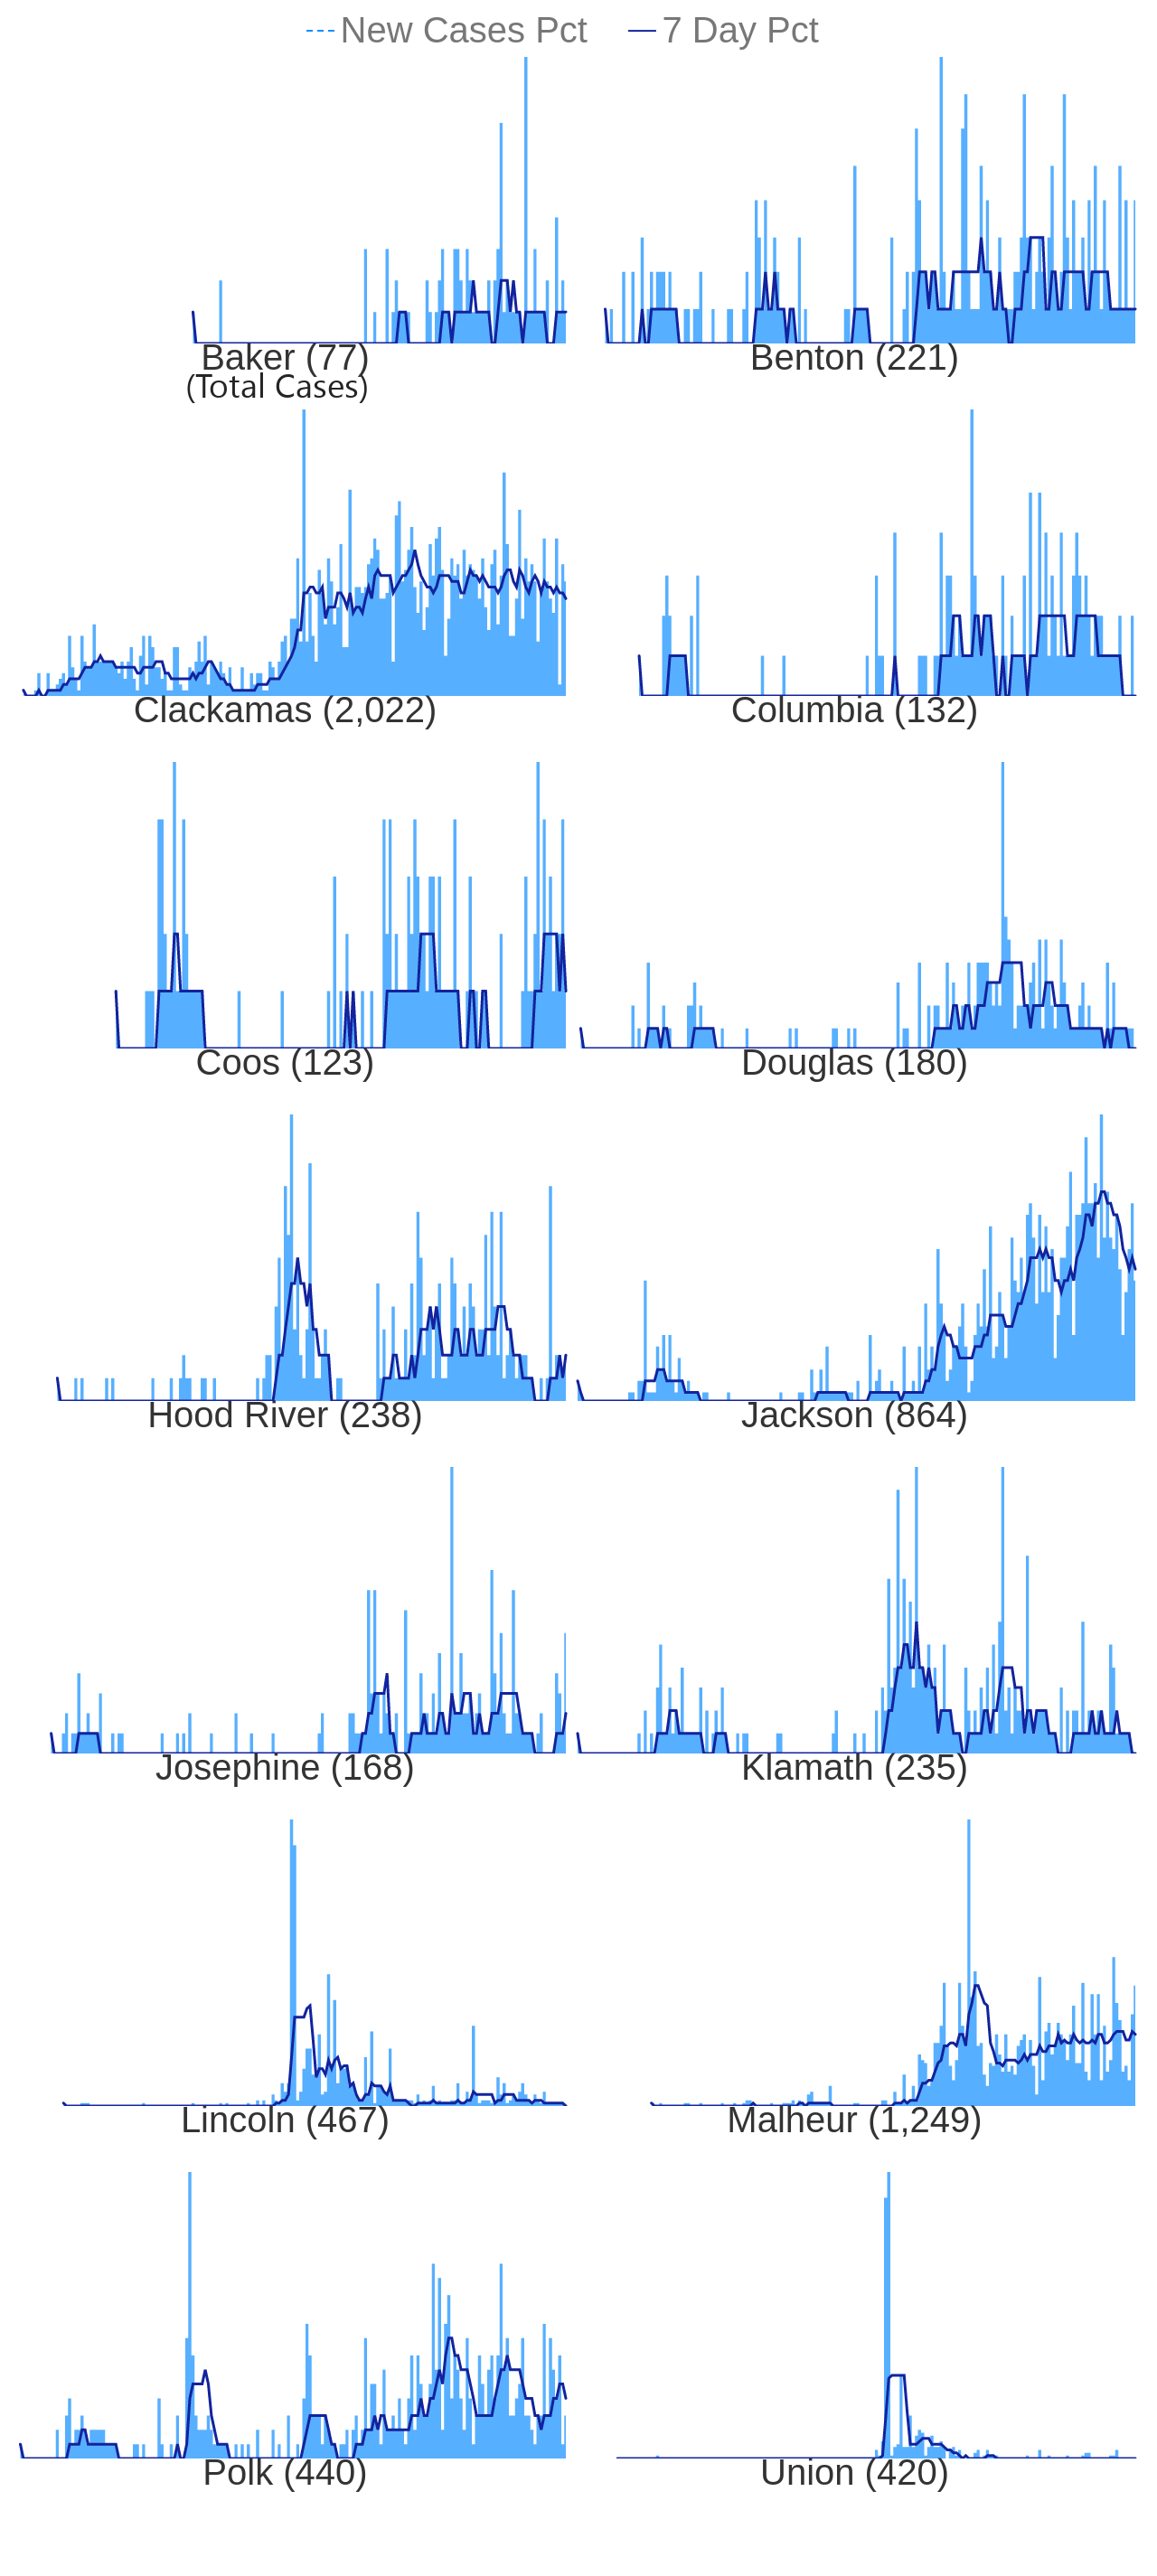 New Cases Pct 7 Day Pct
Baker (77) Benton (221)
(Total Cases)
Clackamas (2,022) Columbia (132)
Coos (123) Douglas (180)
Hood River (238) Jackson (864)
Josephine (168) Klamath (235)
Lincoln (467) Malheur (1,249)
Polk (440) Union (420)